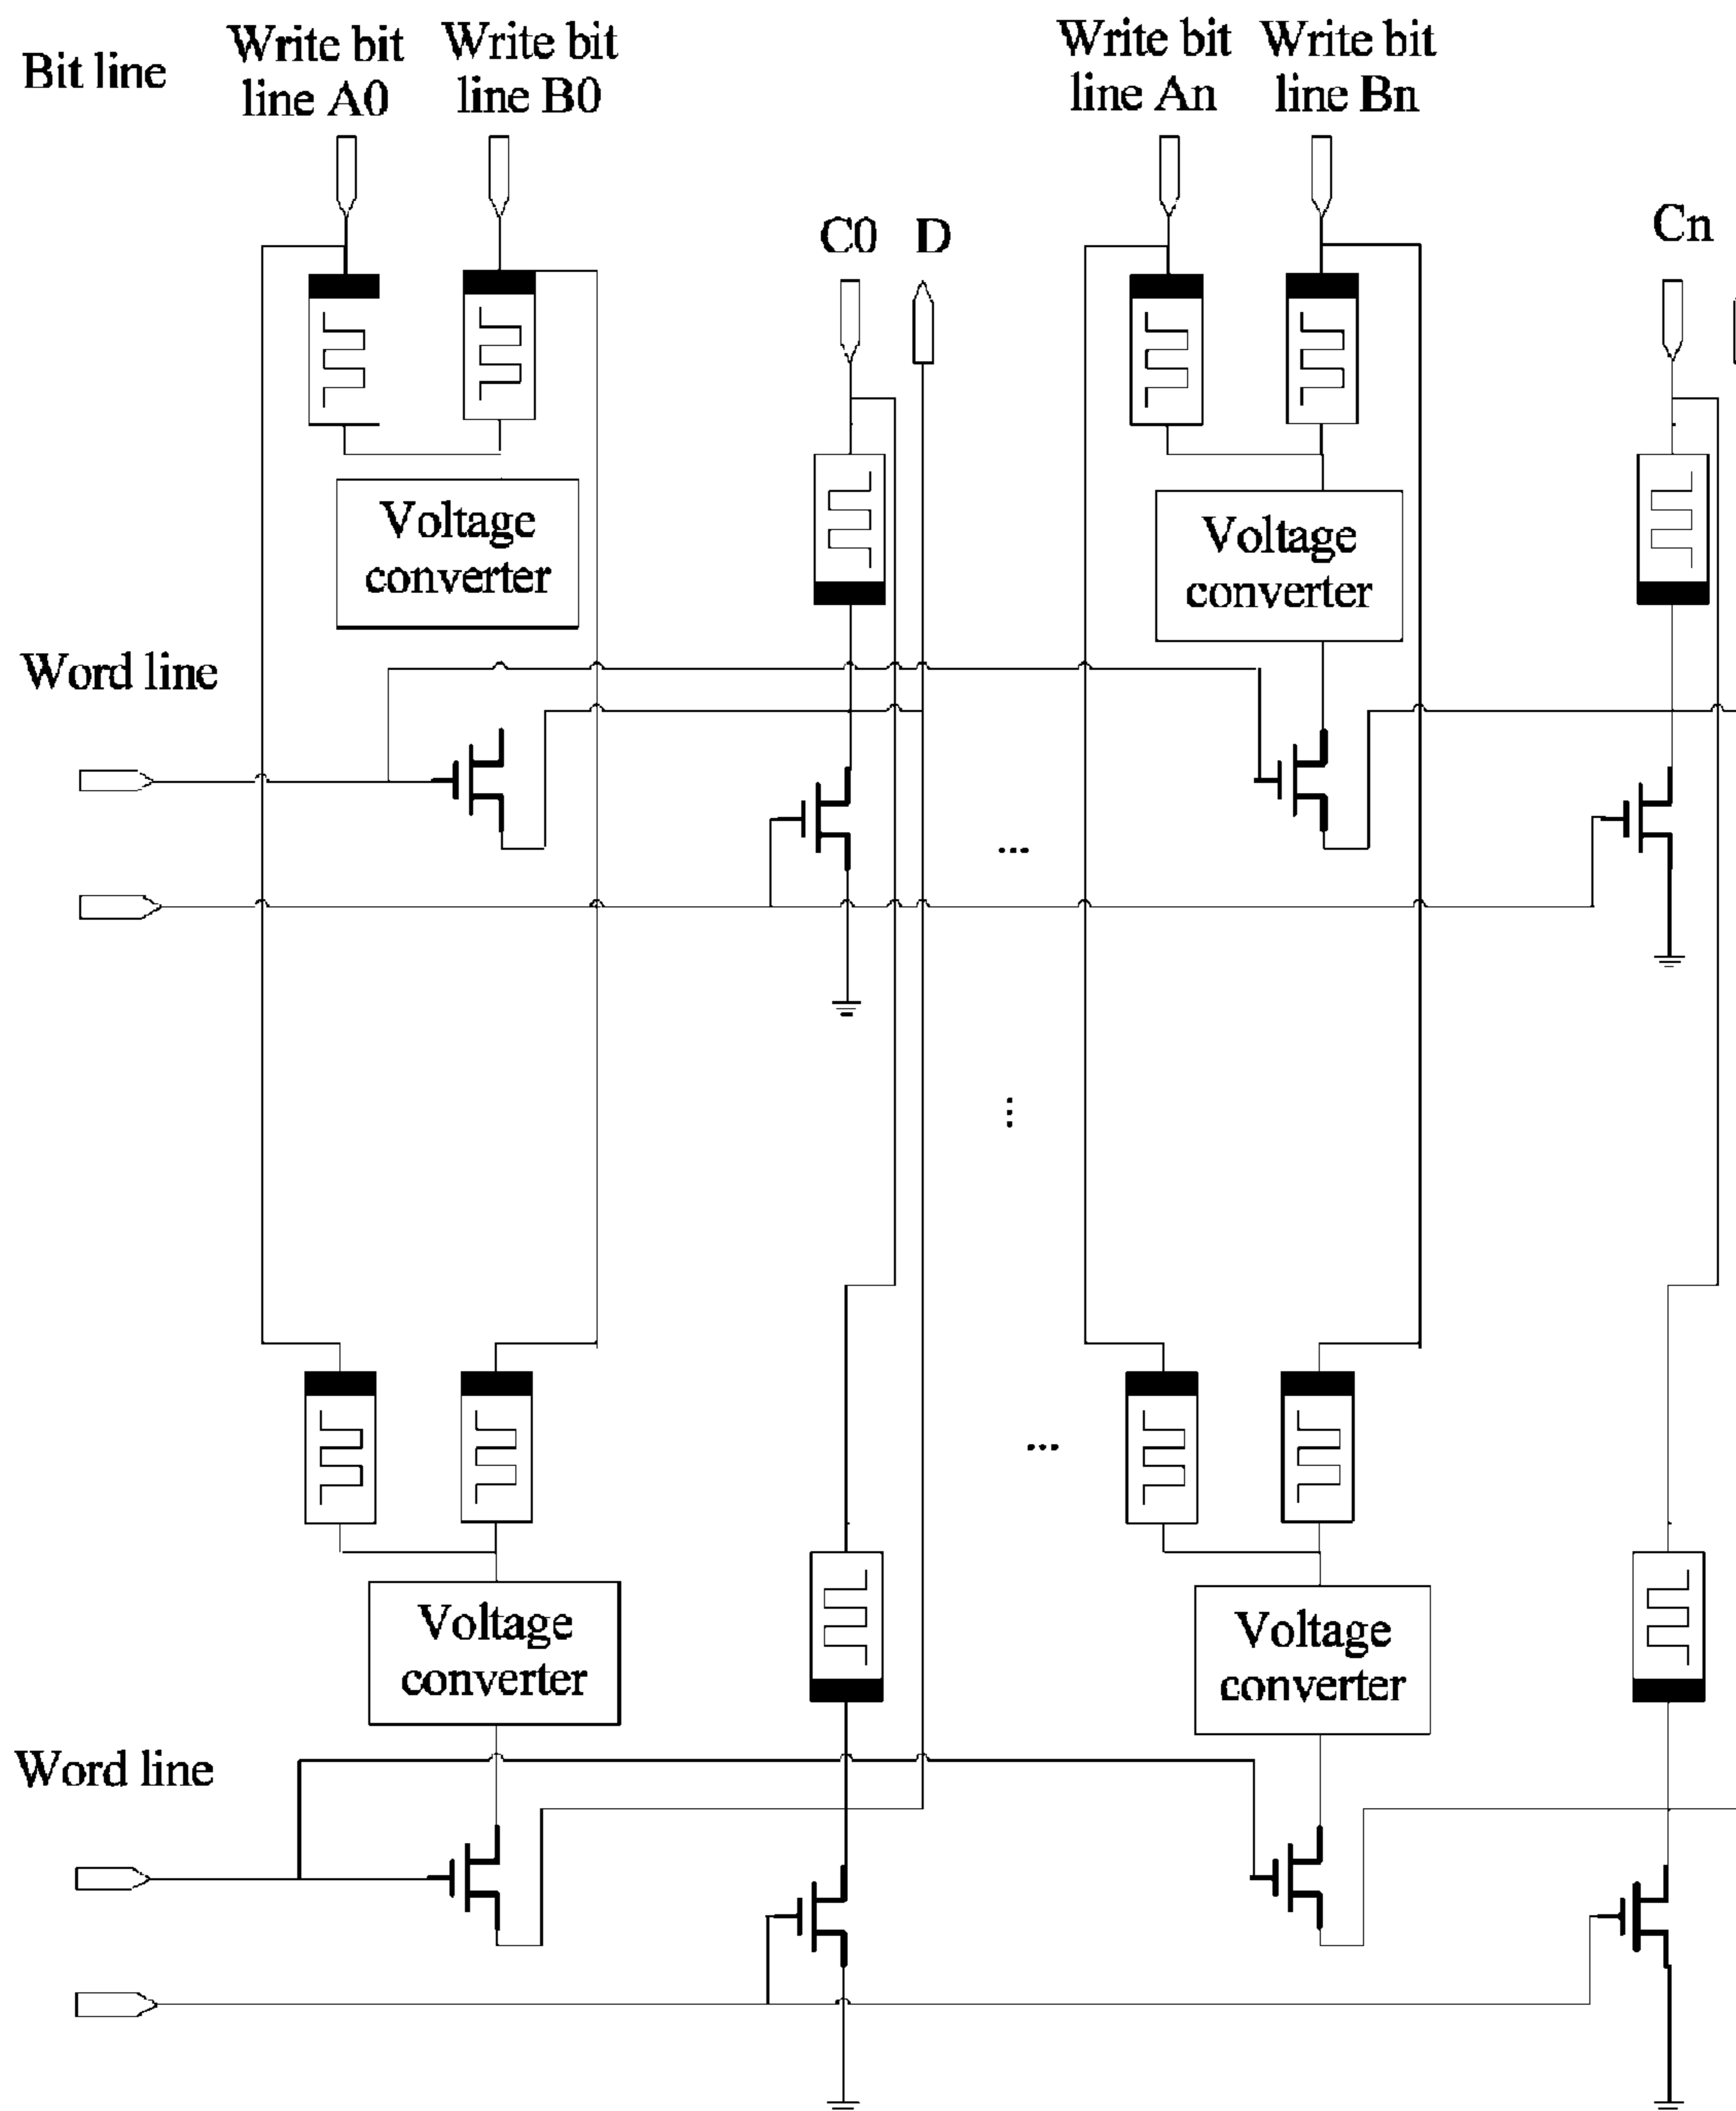 Bit line
Write bit
line A0
Write bit
line B0
Write bit
line An
Write bit
line Bn
C0
D
Cn
Voltage
converter
Voltage
converter
Word line
...
...
...
Voltage
converter
Voltage
converter
Word line